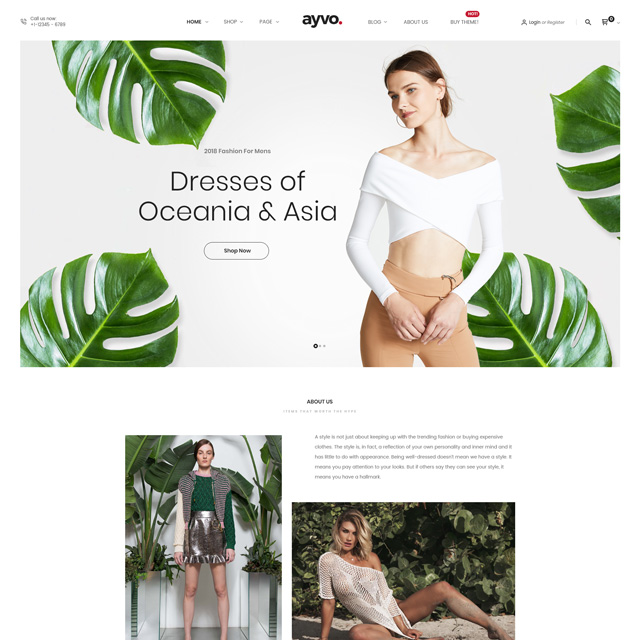 Call us now:
+1-12345 - 6789
HOME
SHOP
PAGE
ayvo.
BLOG
ABOUT US
HOT!
BUY THEME!
Login or Register
0
2018 Fashion For Mens
Dresses of
Oceania & Asia
Shop Now
ABOUT US
ITEMS THAT WORTH THE HYPE
A style is not just about keeping up with the trending fashion or buying expensive
clothes. The style is, in fact, a reflection of your own personality and inner mind and it
has little to do with appearance. Being well-dressed doesn't mean we have a style. It
means you pay attention to your looks. But if others say they can see your style, it
means you have a hallmark.